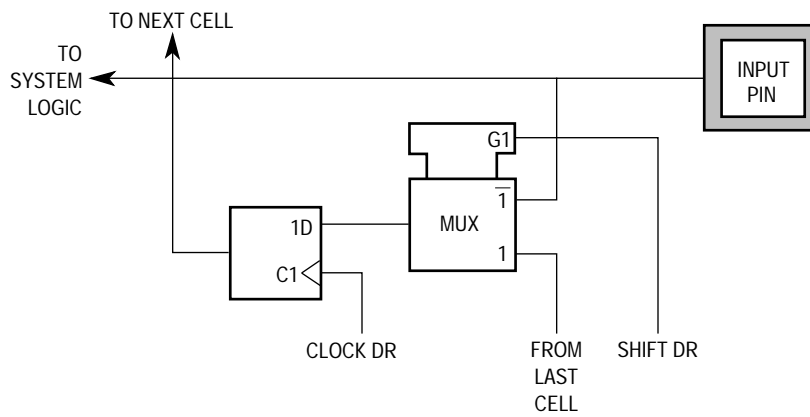 TO NEXT CELL
TO
SYSTEM
LOGIC
INPUT
PIN
G1
1
MUX
1
1D
C1
CLOCK DR
FROM
LAST
CELL
SHIFT DR